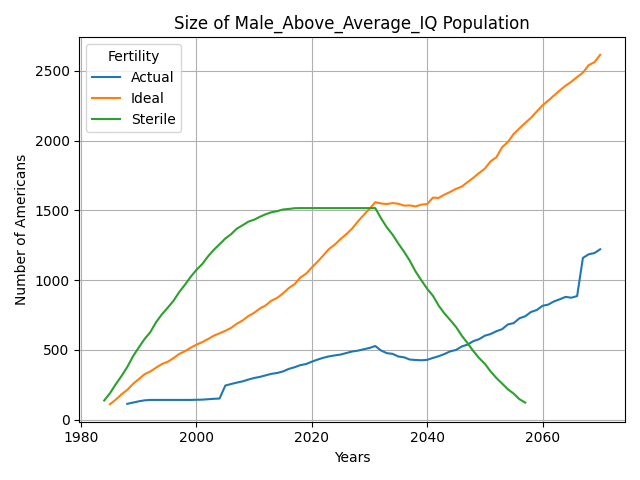 Size of Male_Above_Average_IQ Population
Fertility
Actual
Ideal
Sterile
Number of Americans
2500
2000
1500
1000
500
0
1980
2000
2020
2040
2060
Years